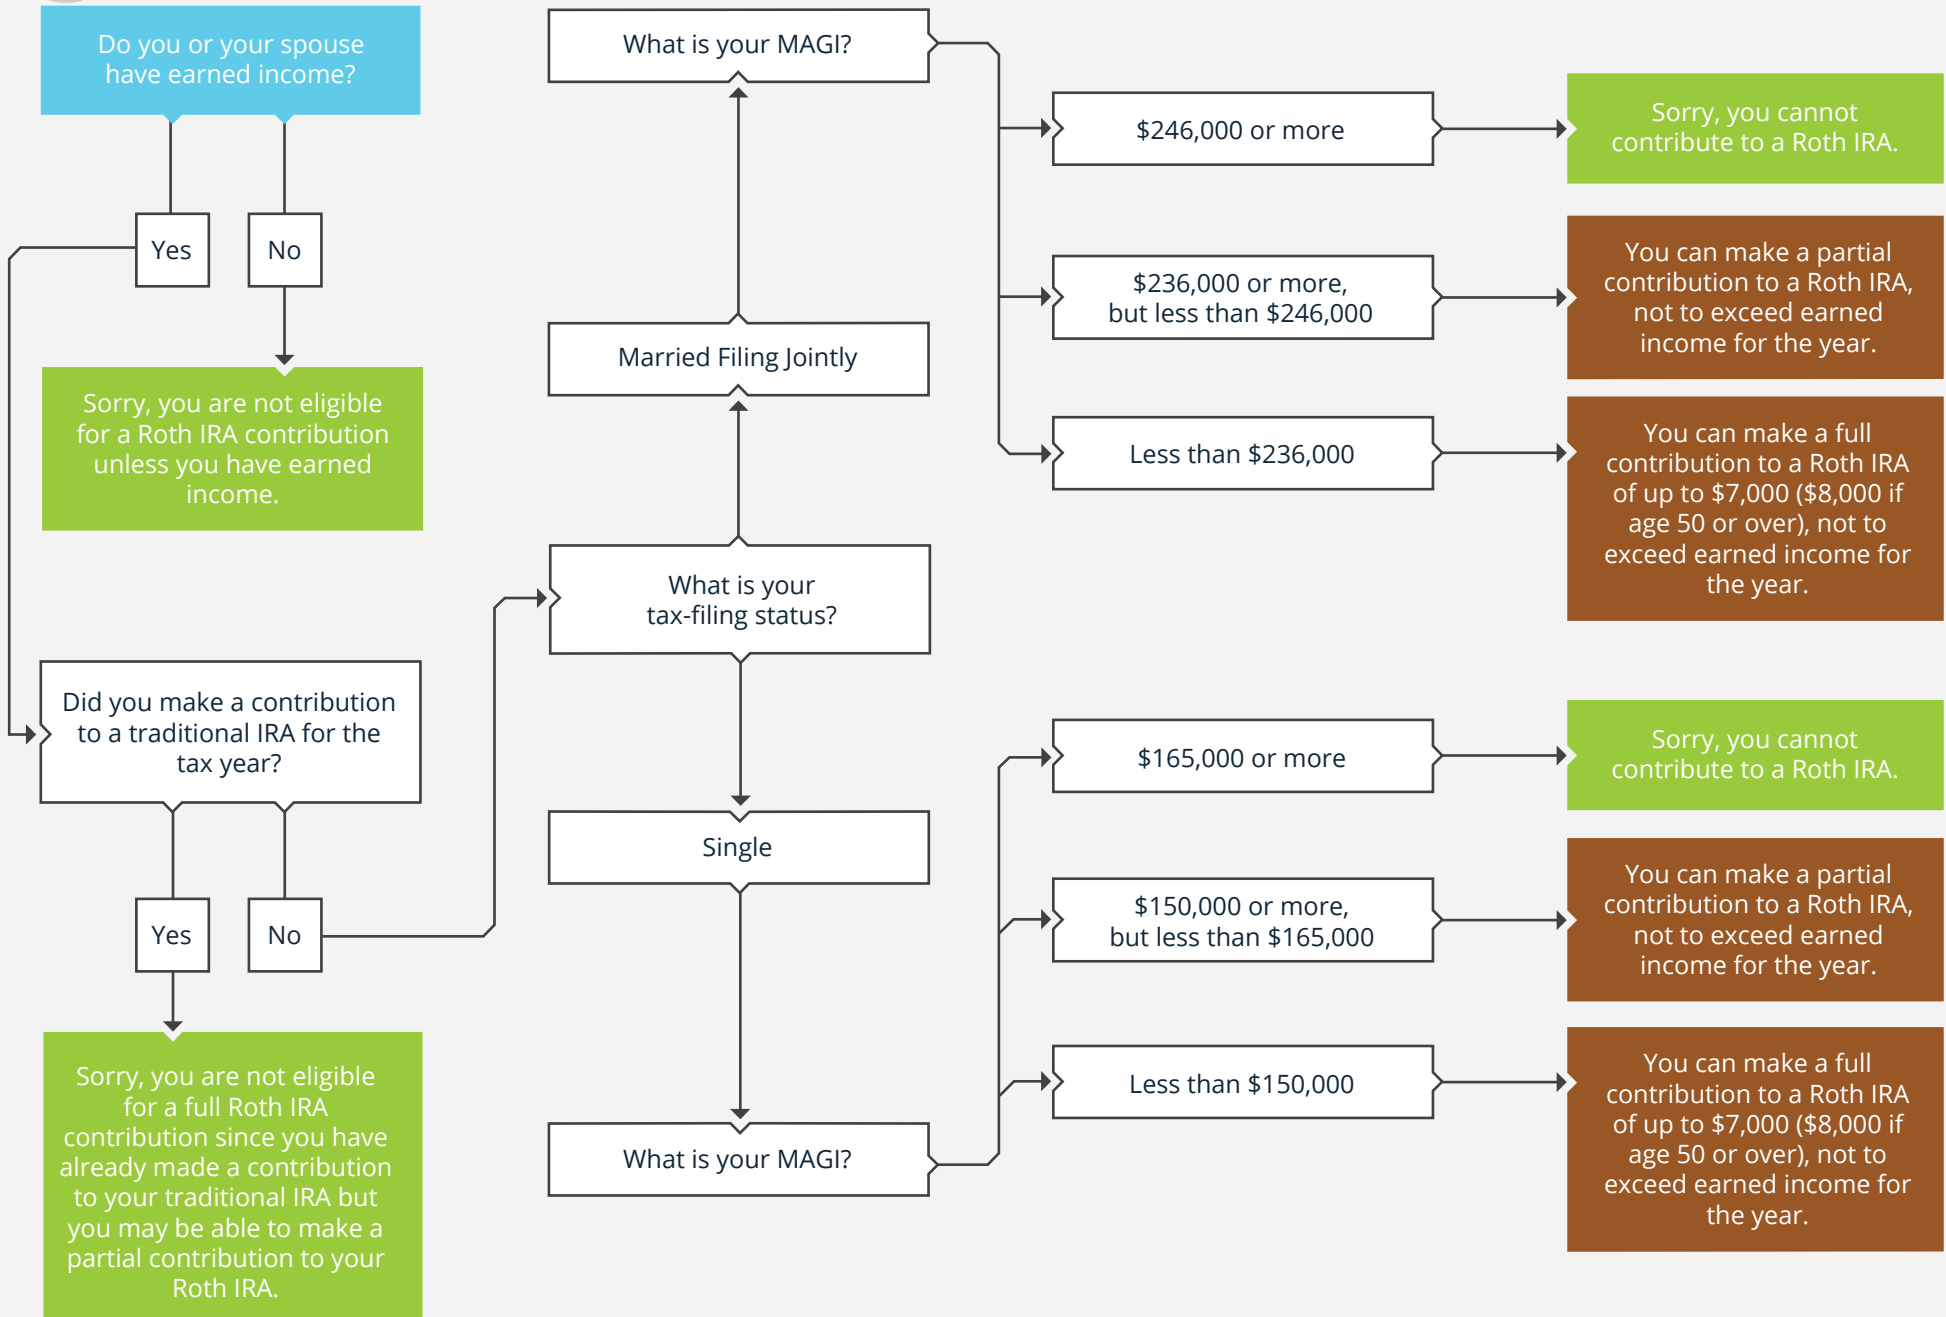 Do you or your spouse
have earned income?
Yes
No
Sorry, you are not eligible
for a Roth IRA contribution
unless you have earned
income.
Did you make a contribution
to a traditional IRA for the
tax year?
Yes
No
Sorry, you are not eligible
for a full Roth IRA
contribution since you have
already made a contribution
to your traditional IRA but
you may be able to make a
partial contribution to your
Roth IRA.
What is your
tax-filing status?
Married Filing Jointly
What is your MAGI?
$246,000 or more
Sorry, you cannot
contribute to a Roth IRA.
$236,000 or more,
but less than $246,000
You can make a partial
contribution to a Roth IRA,
not to exceed earned
income for the year.
Less than $236,000
You can make a full
contribution to a Roth IRA
of up to $7,000 ($8,000 if
age 50 or over), not to
exceed earned income for
the year.
Single
What is your MAGI?
$165,000 or more
Sorry, you cannot
contribute to a Roth IRA.
$150,000 or more,
but less than $165,000
You can make a partial
contribution to a Roth IRA,
not to exceed earned
income for the year.
Less than $150,000
You can make a full
contribution to a Roth IRA
of up to $7,000 ($8,000 if
age 50 or over), not to
exceed earned income for
the year.